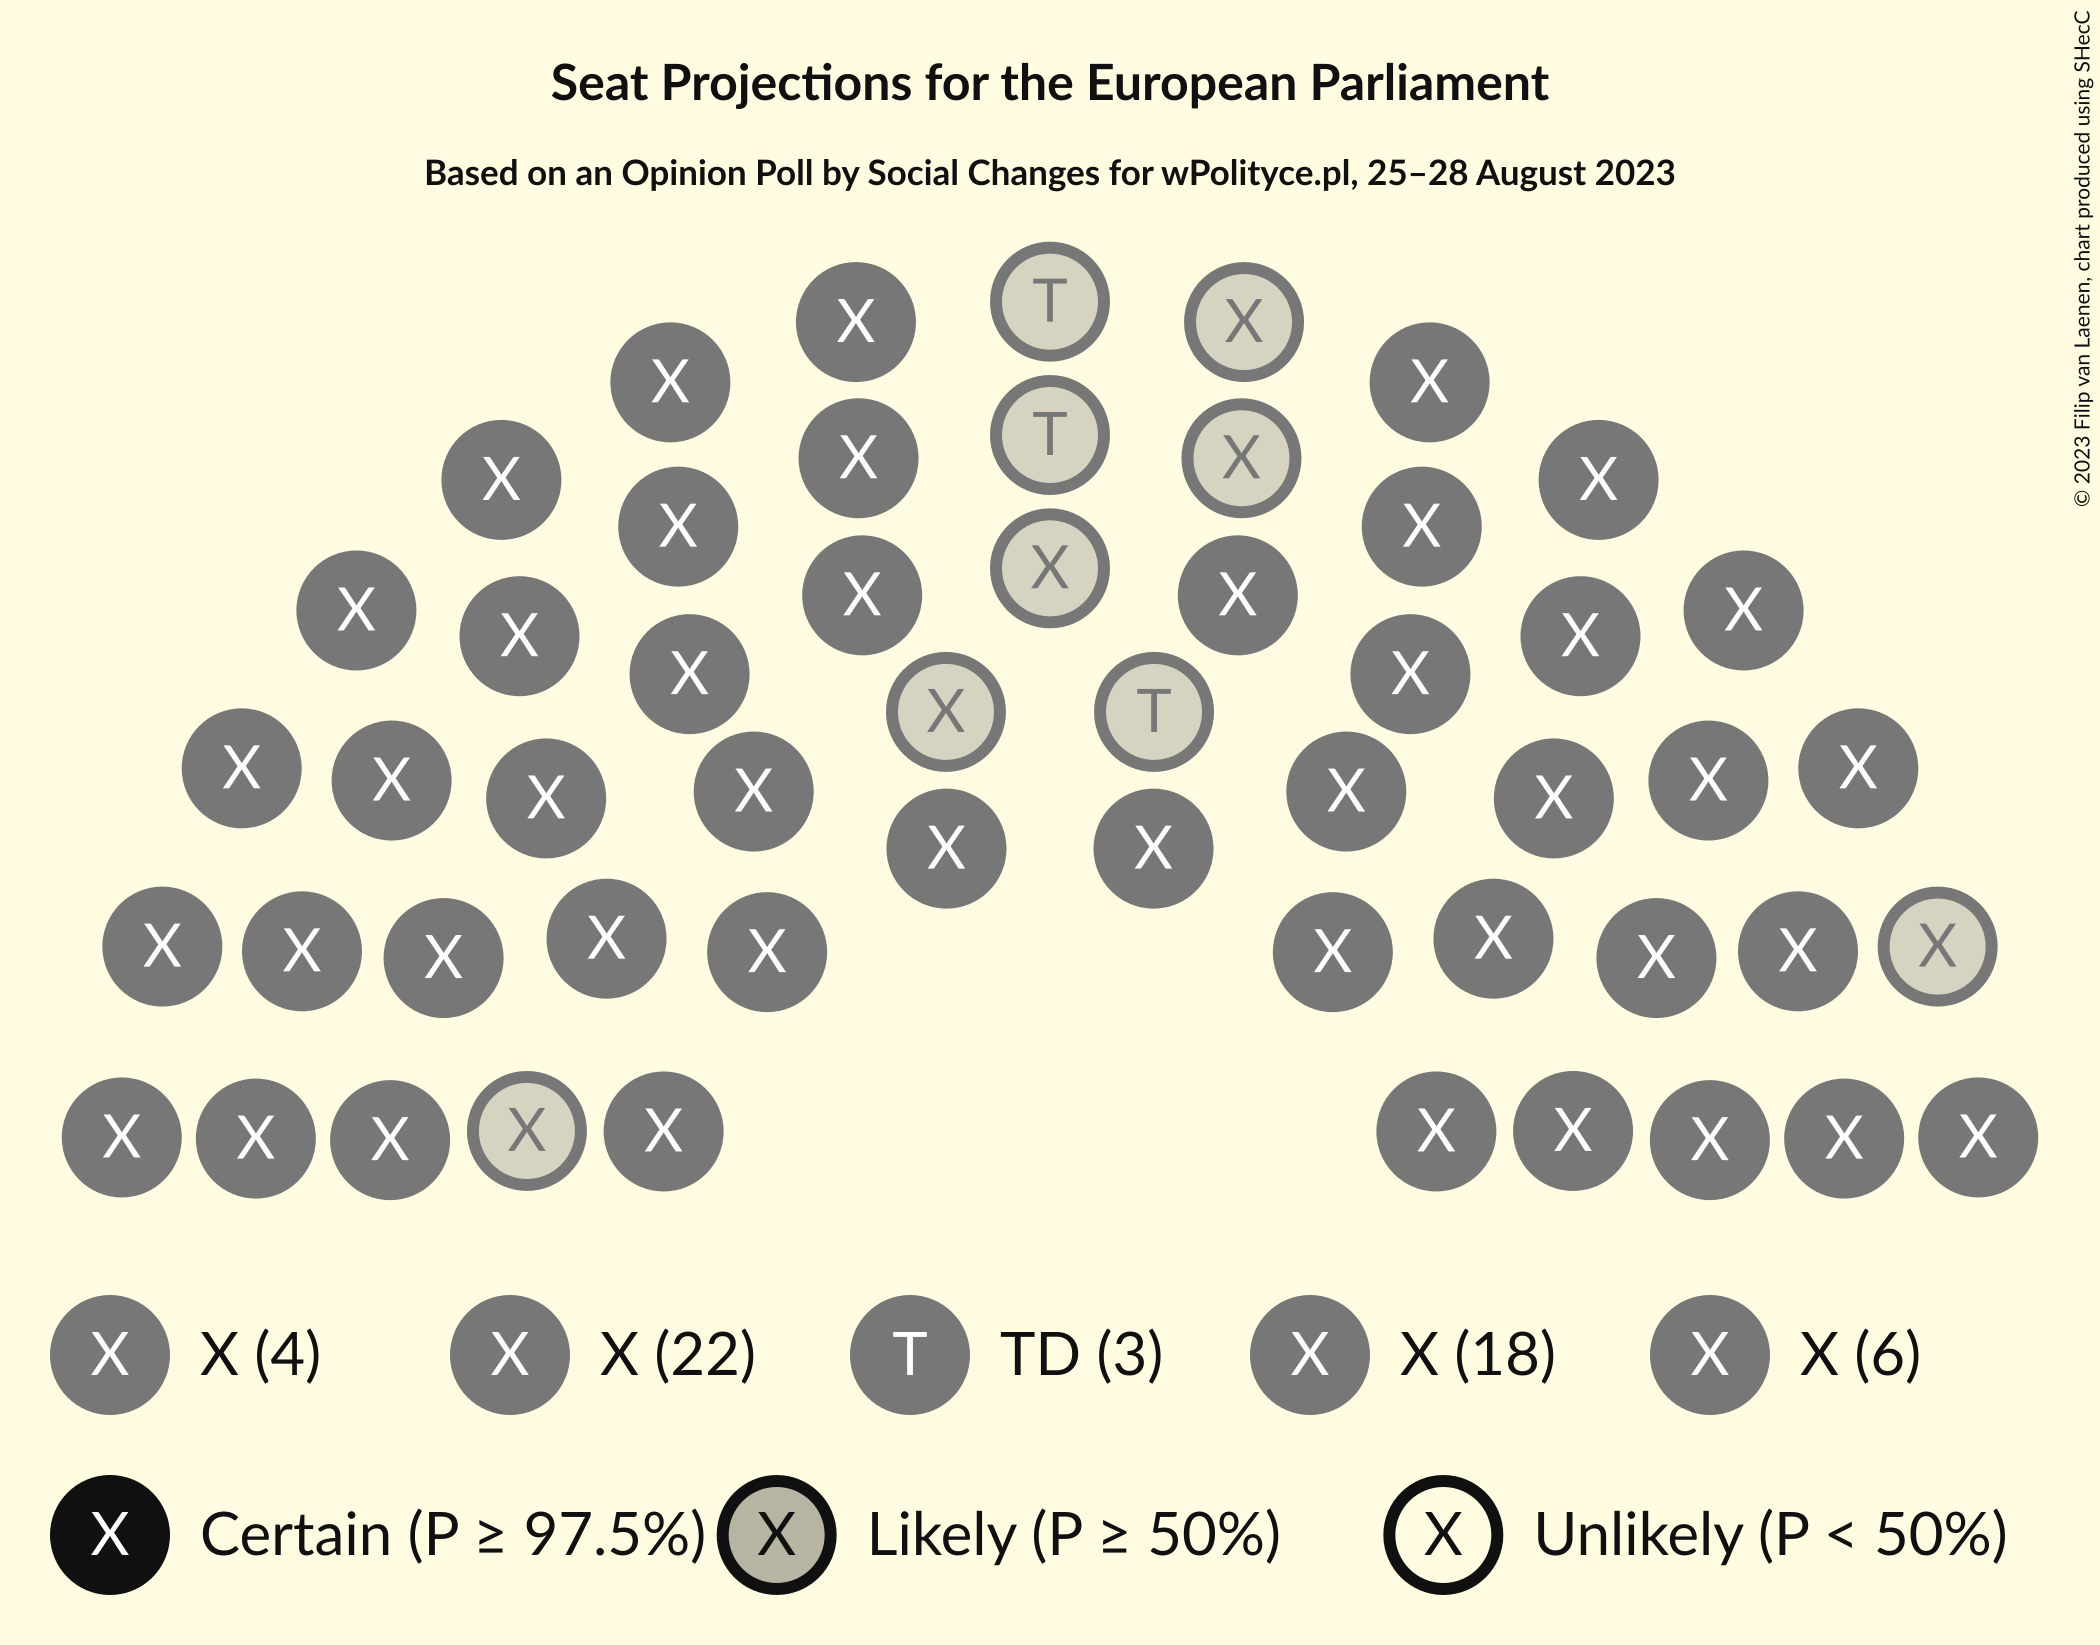 Seat Projections for the European Parliament
Based on an Opinion Poll by Social Changes for wPolityce.pl, 25–28 August 2023
© 2023 Filip van Laenen, chart produced using SHecC
X T X
X X
X X X
X X
X X X
X X
X X X
X X
X X
X T
X X X X
X X X X
X X
X X
X X
X X X X
X X X X
X X
X X X X
X X X X X X
X X X X
X X (4) X X (22) T TD (3) X X (18) X X (6)
X Certain (P ≥ 97.5%) X Likely (P ≥ 50%) X Unlikely (P < 50%)